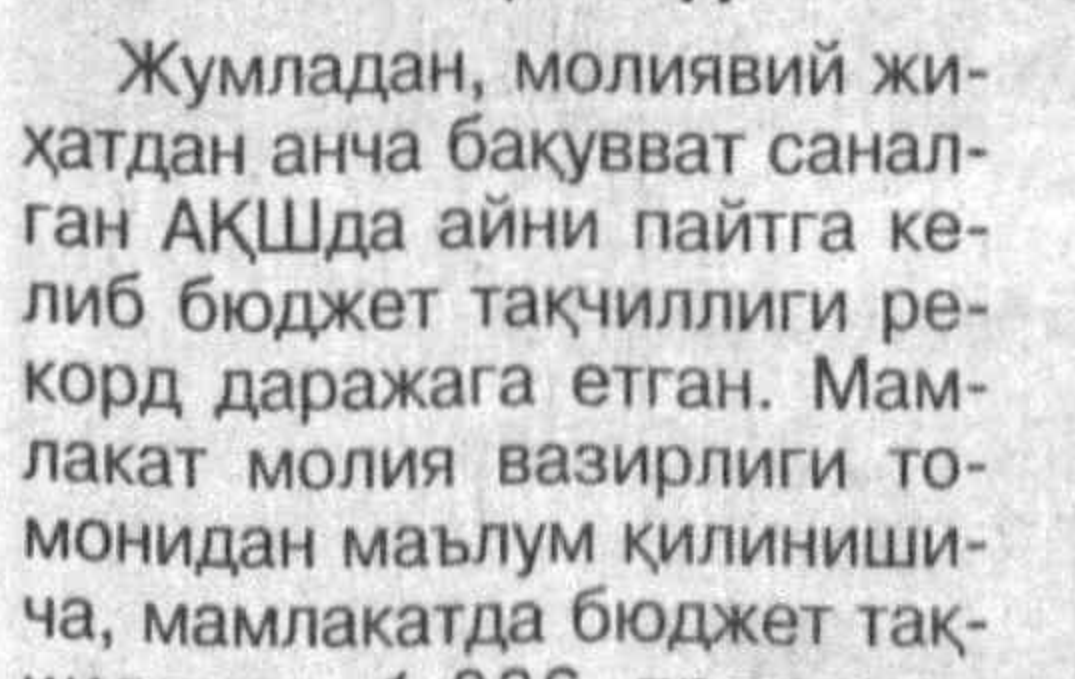 Жумладан, молиявий жи-
ҳатдан анча бақувват санал-
ган АҚШда айни пайтга ке-
либ бюджет тақчиллиги ре-
корд даражага етган. Мам-
лакат молия вазирлиги то-
монидан маълум қилиниши-
ча, мамлакатда бюджет тақ-